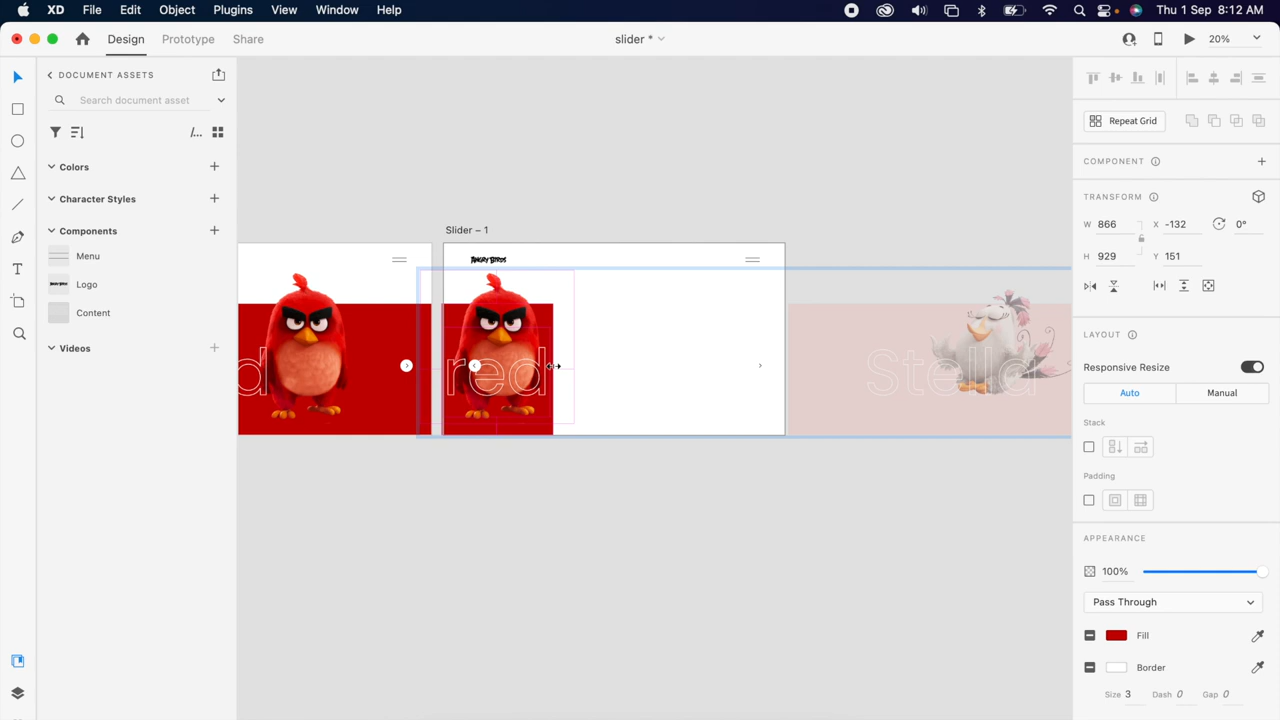 XD File Edit Object Plugins View Window Help Thu 1 Sep 8:12 AM
Design Prototype Share slider * 20%
DOCUMENT ASSETS
Search document asset
/...
Colors
Character Styles
Components
Menu
Logo
Content
Videos
Slider – 1
ANGRY BIRDS
d
red
Stella
Repeat Grid
COMPONENT
TRANSFORM
W 866 X -132 0°
H 929 Y 151
LAYOUT
Responsive Resize
Auto Manual
Stack
Padding
APPEARANCE
100%
Pass Through
Fill
Border
Size 3 Dash 0 Gap 0